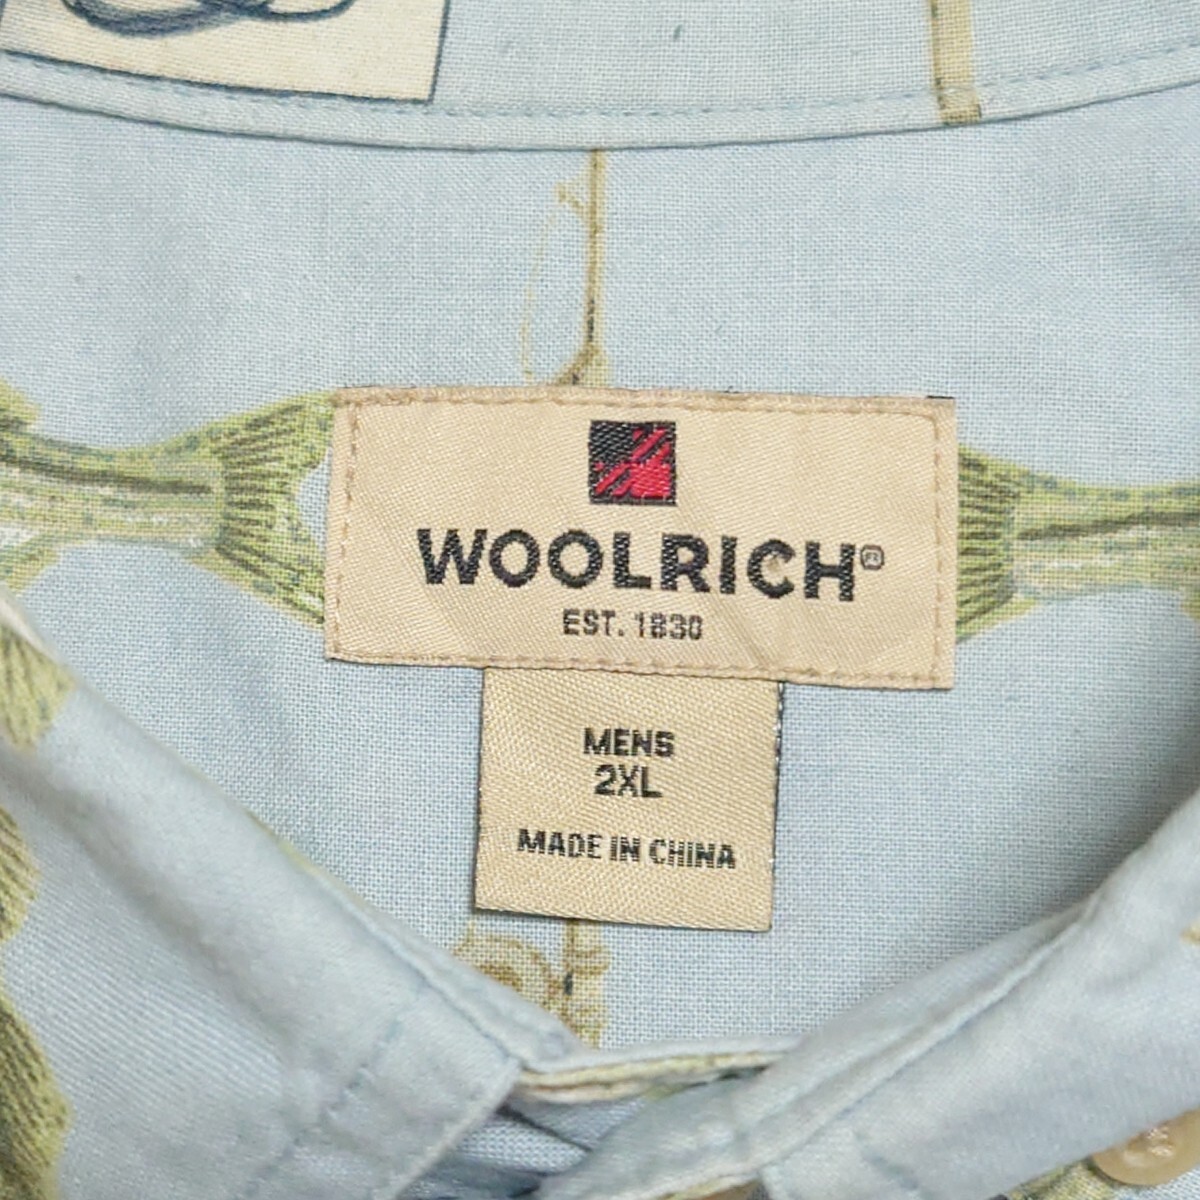 WOOLRICH®
EST. 1830
MENS
2XL
MADE IN CHINA